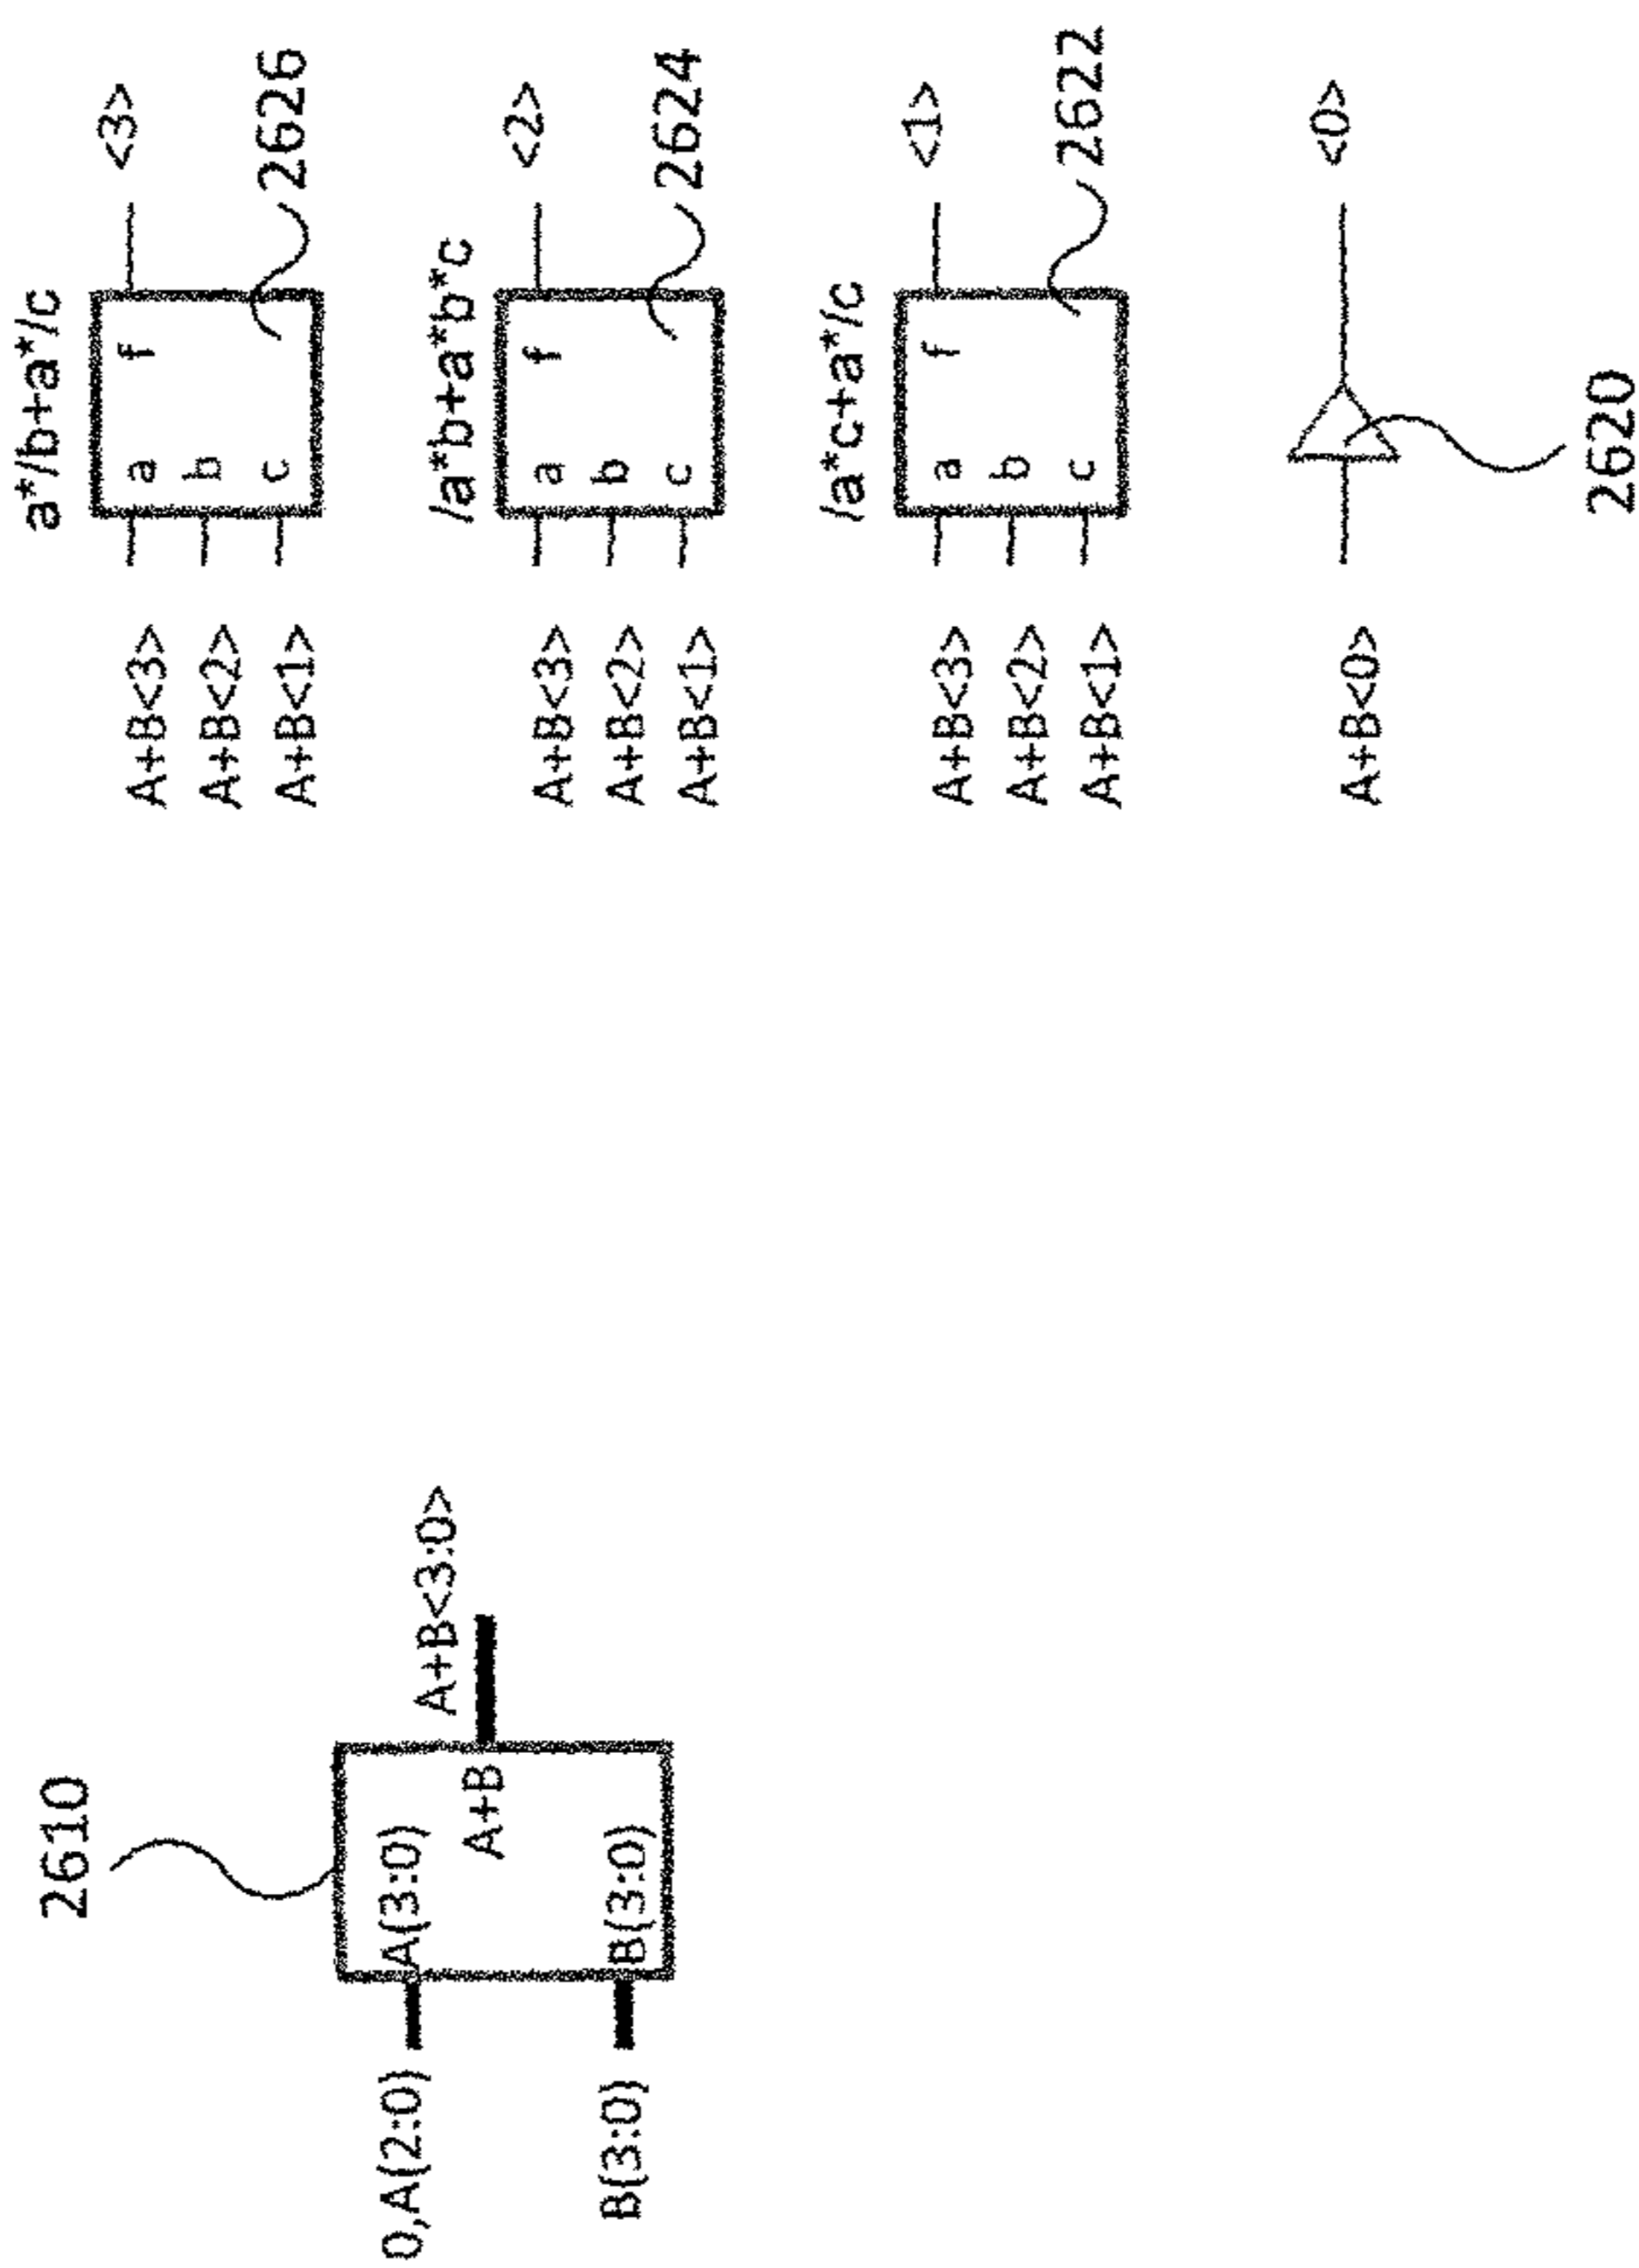 2610
0,A(2:0)
A(3:0)
A+B
A+B<3:0>
B(3:0)
B(3:0)
a*/b+a*/c
A+B<3>
a
f
<3>
A+B<2>
b
A+B<1>
c
2626
/a*b+a*b*c
A+B<3>
a
f
<2>
A+B<2>
b
A+B<1>
c
2624
/a*c+a*/c
A+B<3>
a
f
<1>
A+B<2>
b
A+B<1>
c
2622
A+B<0>
<0>
2620